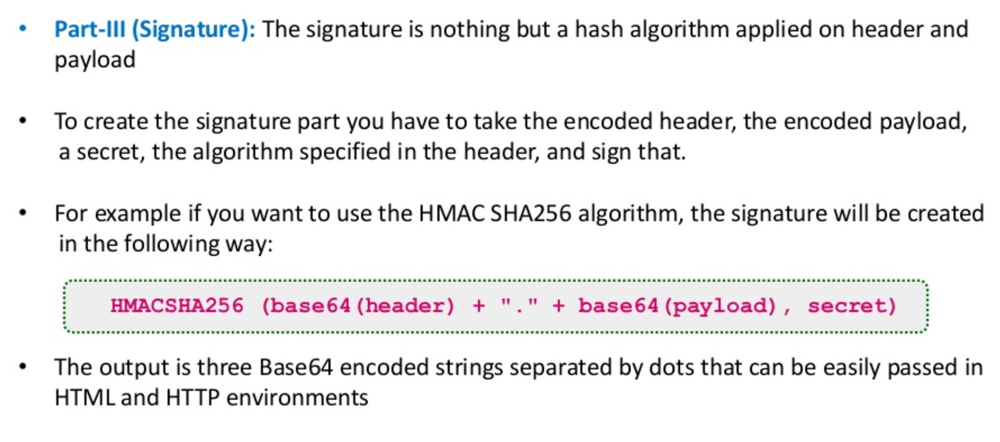 • Part-III (Signature): The signature is nothing but a hash algorithm applied on header and
payload
• To create the signature part you have to take the encoded header, the encoded payload,
a secret, the algorithm specified in the header, and sign that.
• For example if you want to use the HMAC SHA256 algorithm, the signature will be created
in the following way:
HMACSHA256 (base64(header) + "." + base64(payload), secret)
• The output is three Base64 encoded strings separated by dots that can be easily passed in
HTML and HTTP environments